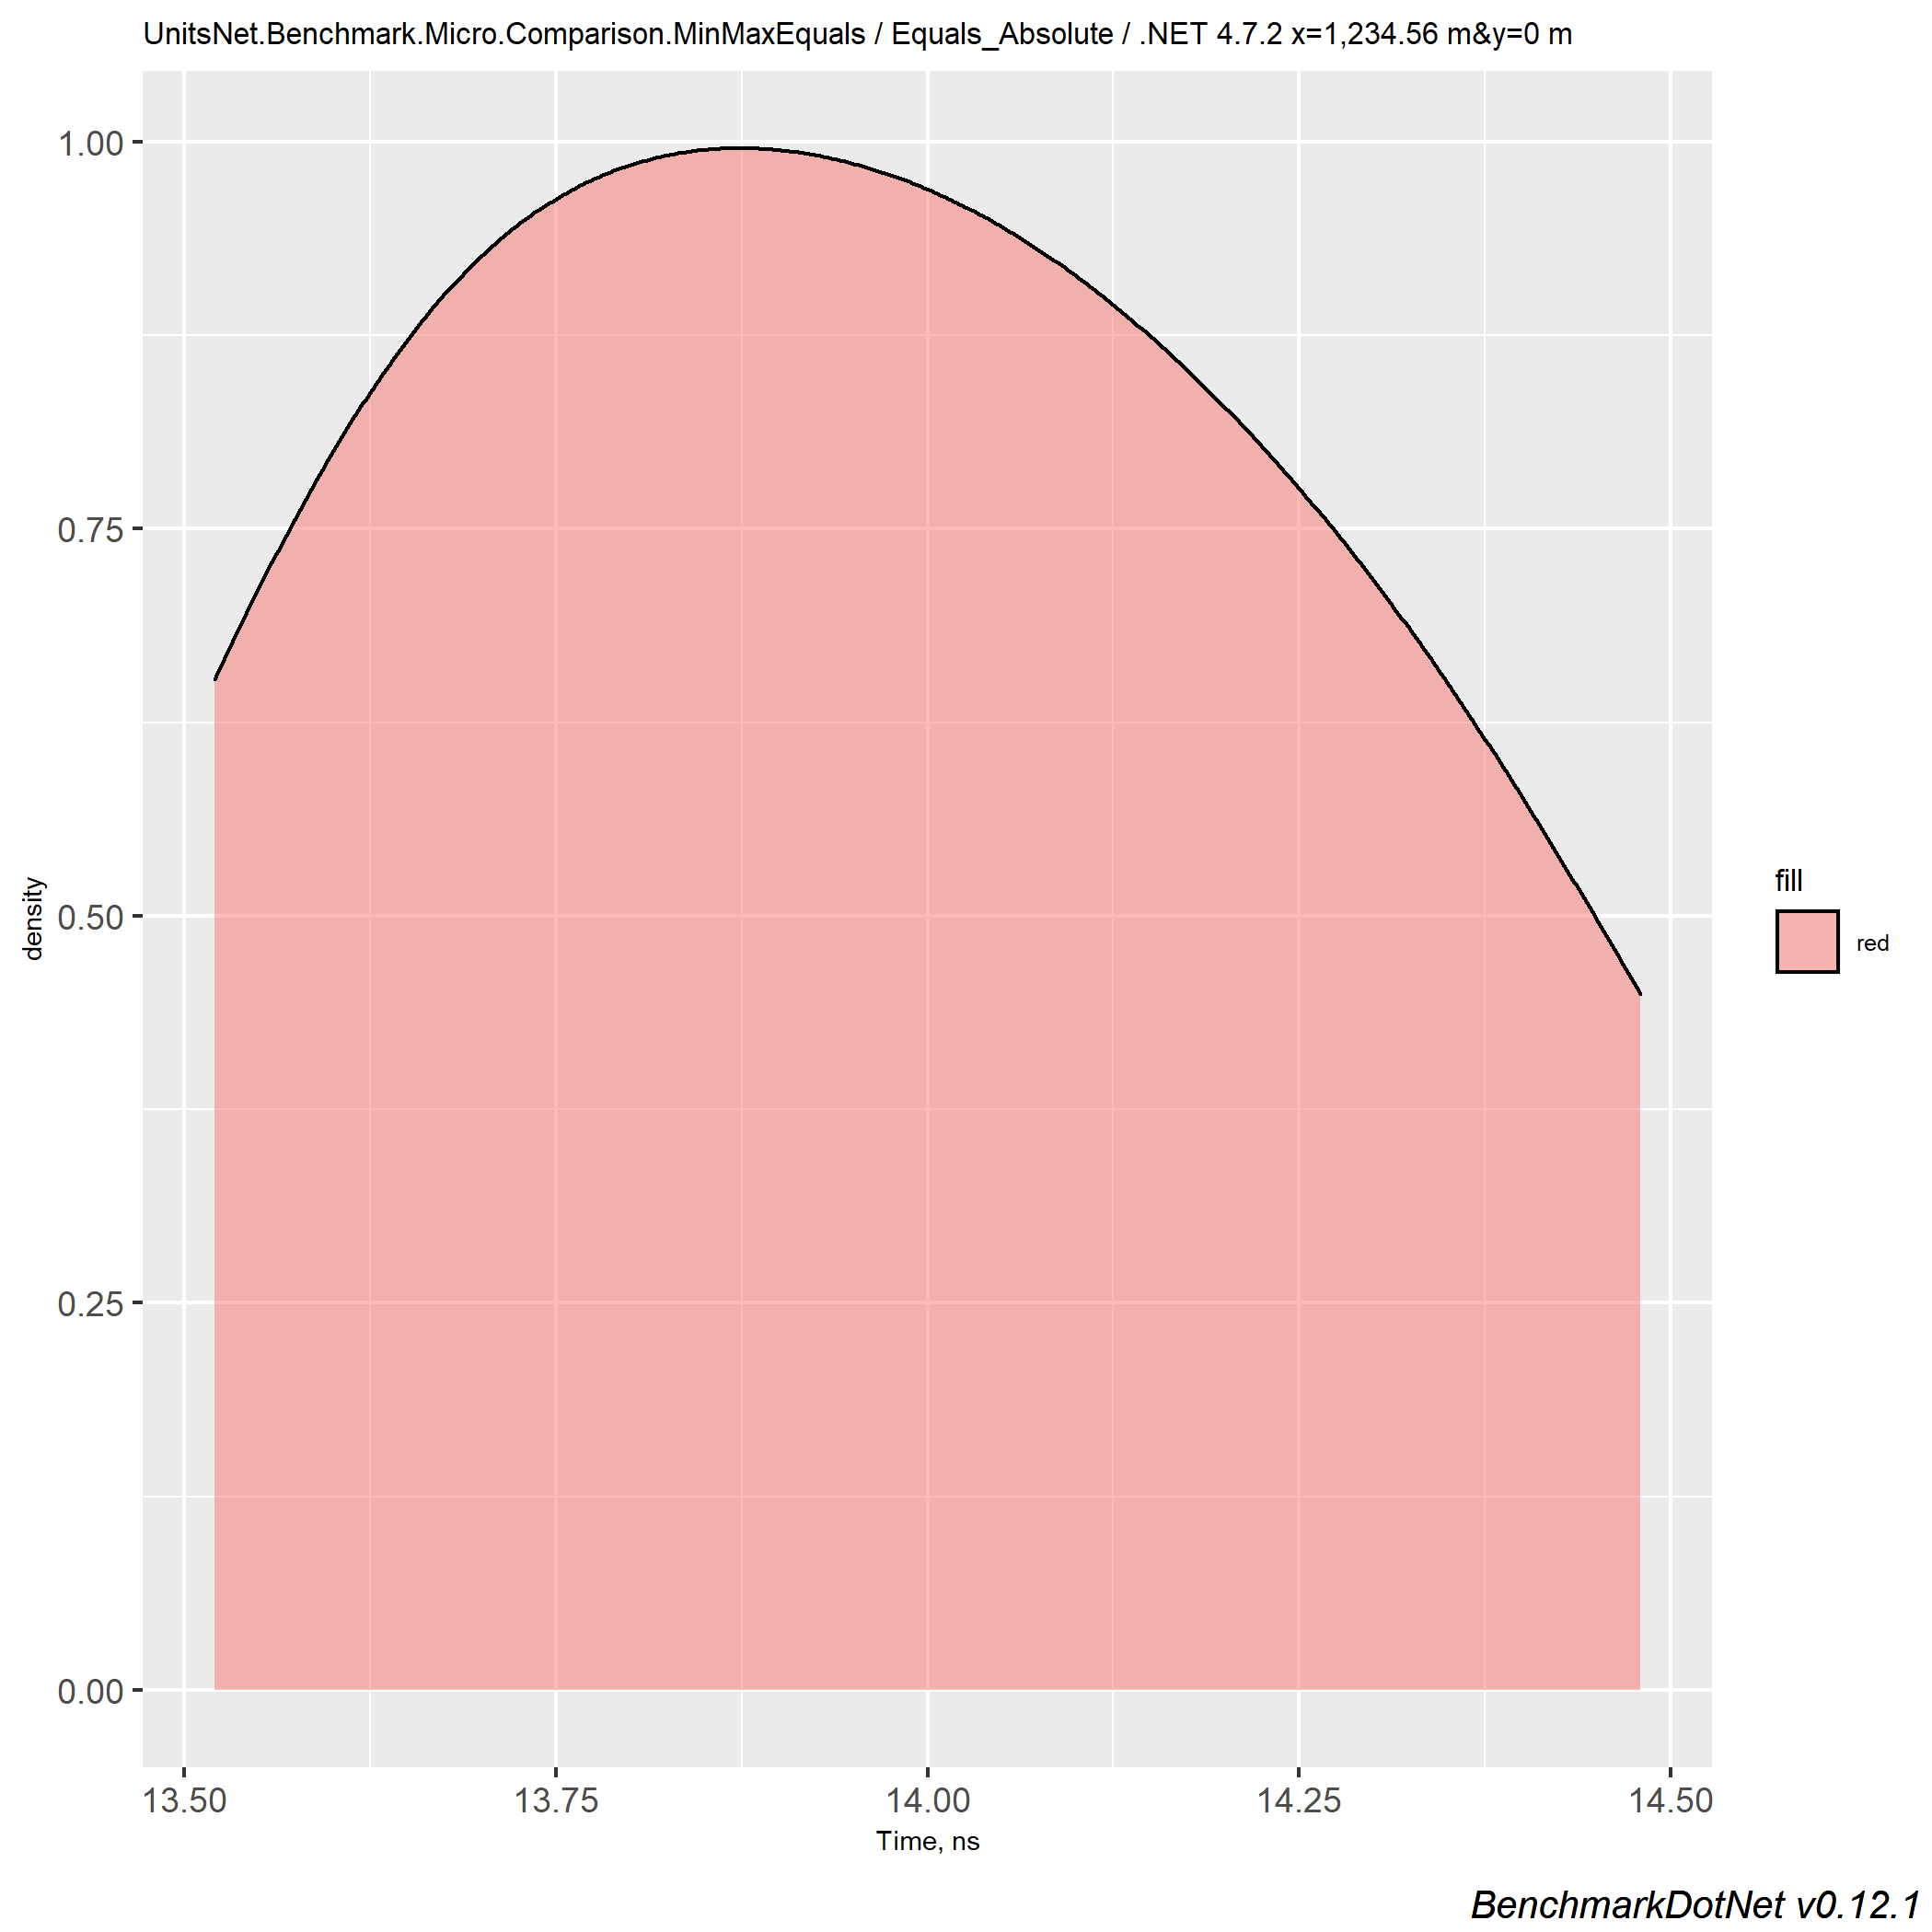 UnitsNet.Benchmark.Micro.Comparison.MinMaxEquals / Equals_Absolute / .NET 4.7.2 x=1,234.56 m&y=0 m
1.00
0.75
0.50
0.25
0.00
density
13.50 13.75 14.00 14.25 14.50
Time, ns
fill
red
BenchmarkDotNet v0.12.1